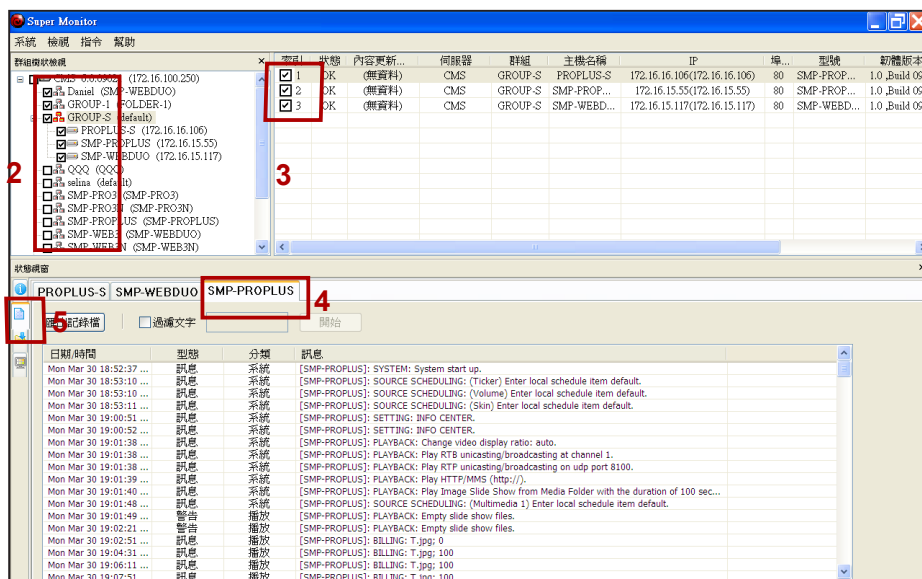 Super Monitor
系統 檢視 指令 幫助
群組樹狀檢視 ×
索引 狀態 內容更新... 伺服器 群組 主機名稱 IP 埠... 型號 韌體版本
1 OK (無資料) CMS GROUP-S PROPLUS-S 172.16.16.106(172.16.16.106) 80 SMP-PROP... 1.0 ,Build 09
2 OK (無資料) CMS GROUP-S SMP-PROP... 172.16.15.55(172.16.15.55) 80 SMP-PROP... 1.0 ,Build 09
3 OK (無資料) CMS GROUP-S SMP-WEBD... 172.16.15.117(172.16.15.117) 80 SMP-WEBD... 1.0 ,Build 09
CMS (172.16.100.250)
Daniel (SMP-WEBDUO)
GROUP-1 (FOLDER-1)
GROUP-S (default)
PROPLUS-S (172.16.16.106)
SMP-PROPLUS (172.16.15.55)
SMP-WEBDUO (172.16.15.117)
QQQ (QQQ)
selina (default)
SMP-PRO3 (SMP-PRO3)
SMP-PRO3N (SMP-PRO3N)
SMP-PROPLUS (SMP-PROPLUS)
SMP-WEB3 (SMP-WEBDUO)
SMP-WEB3N (SMP-WEB3N)
2
3
狀態視窗
PROPLUS-S SMP-WEBDUO SMP-PROPLUS
4
5
記錄檔 過濾文字 開始
日期/時間 型態 分類 訊息
Mon Mar 30 18:52:37 ... 訊息 系統 [SMP-PROPLUS]: SYSTEM: System start up.
Mon Mar 30 18:53:10 ... 訊息 系統 [SMP-PROPLUS]: SOURCE SCHEDULING: (Ticker) Enter local schedule item default.
Mon Mar 30 18:53:10 ... 訊息 系統 [SMP-PROPLUS]: SOURCE SCHEDULING: (Volume) Enter local schedule item default.
Mon Mar 30 18:53:11 ... 訊息 系統 [SMP-PROPLUS]: SOURCE SCHEDULING: (Skin) Enter local schedule item default.
Mon Mar 30 19:00:51 ... 訊息 系統 [SMP-PROPLUS]: SETTING: INFO CENTER.
Mon Mar 30 19:00:52 ... 訊息 系統 [SMP-PROPLUS]: SETTING: INFO CENTER.
Mon Mar 30 19:01:38 ... 訊息 系統 [SMP-PROPLUS]: PLAYBACK: Change video display ratio: auto.
Mon Mar 30 19:01:38 ... 訊息 系統 [SMP-PROPLUS]: PLAYBACK: Play RTB unicasting/broadcasting at channel 1.
Mon Mar 30 19:01:38 ... 訊息 系統 [SMP-PROPLUS]: PLAYBACK: Play RTP unicasting/broadcasting on udp port 8100.
Mon Mar 30 19:01:39 ... 訊息 系統 [SMP-PROPLUS]: PLAYBACK: Play HTTP/MMS (http://).
Mon Mar 30 19:01:40 ... 訊息 系統 [SMP-PROPLUS]: PLAYBACK: Play Image Slide Show from Media Folder with the duration of 100 sec...
Mon Mar 30 19:01:48 ... 訊息 系統 [SMP-PROPLUS]: SOURCE SCHEDULING: (Multimedia 1) Enter local schedule item default.
Mon Mar 30 19:01:49 ... 警告 播放 [SMP-PROPLUS]: PLAYBACK: Empty slide show files.
Mon Mar 30 19:02:21 ... 警告 播放 [SMP-PROPLUS]: PLAYBACK: Empty slide show files.
Mon Mar 30 19:02:51 ... 訊息 播放 [SMP-PROPLUS]: BILLING: T.jpg; 0
Mon Mar 30 19:04:31 ... 訊息 播放 [SMP-PROPLUS]: BILLING: T.jpg; 100
Mon Mar 30 19:06:11 ... 訊息 播放 [SMP-PROPLUS]: BILLING: T.jpg; 100
Mon Mar 30 19:07:51 ... 訊息 播放 [SMP-PROPLUS]: BILLING: T.jpg; 100